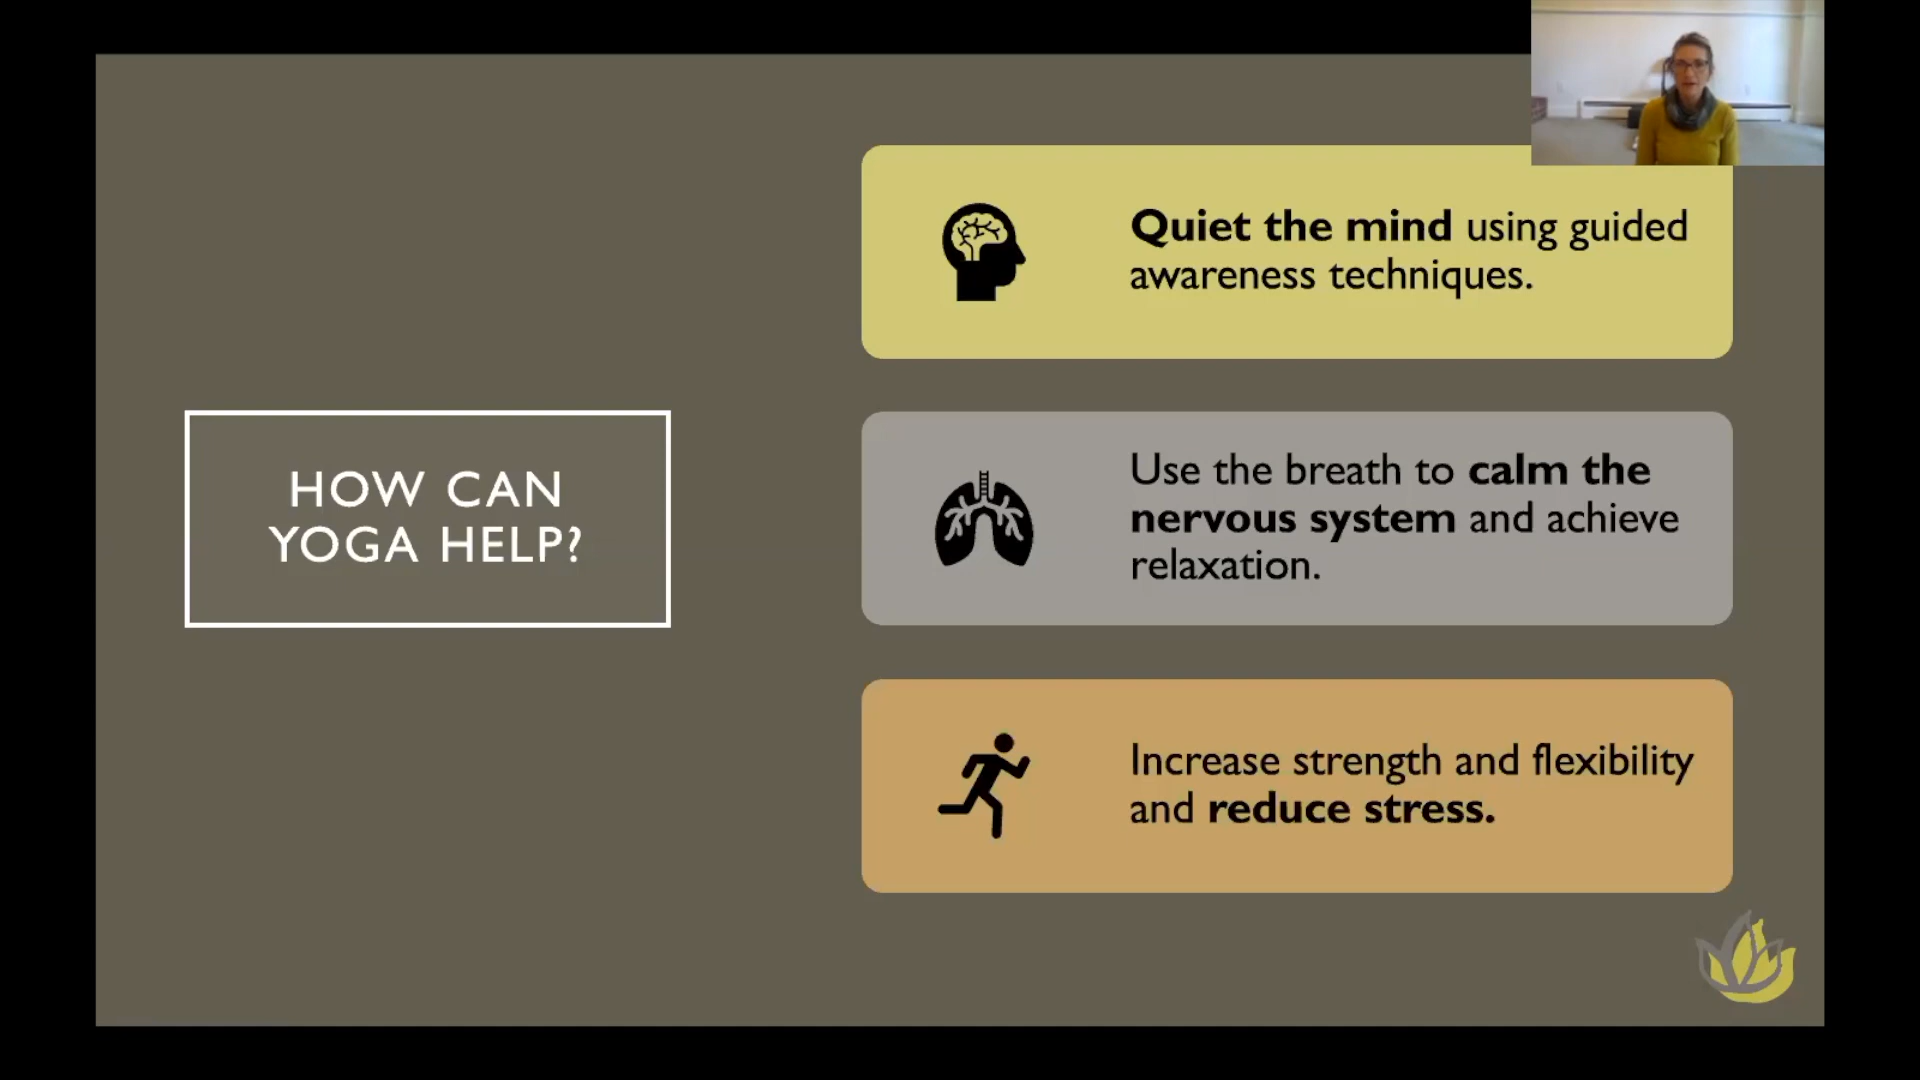 HOW CAN
YOGA HELP?
Quiet the mind using guided
awareness techniques.
Use the breath to calm the
nervous system and achieve
relaxation.
Increase strength and flexibility
and reduce stress.